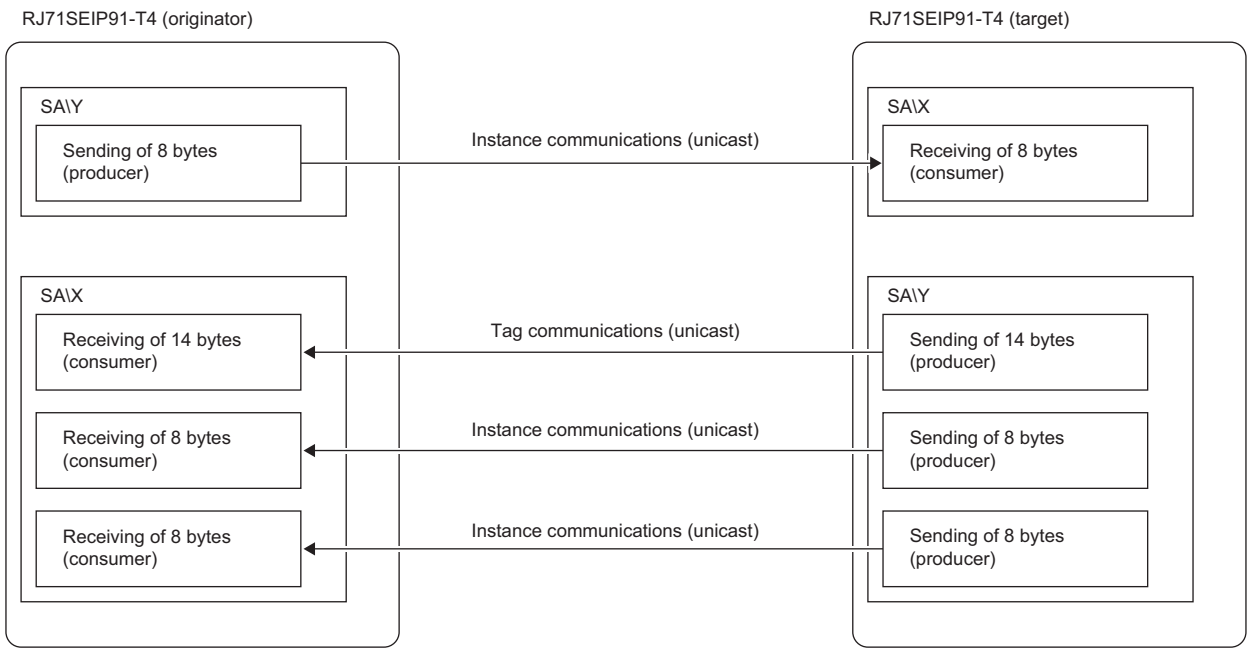 RJ71SEIP91-T4 (originator)
RJ71SEIP91-T4 (target)
SA\Y
Sending of 8 bytes
(producer)
Instance communications (unicast)
SA\X
Receiving of 8 bytes
(consumer)
SA\X
Receiving of 14 bytes
(consumer)
Tag communications (unicast)
SA\Y
Sending of 14 bytes
(producer)
Receiving of 8 bytes
(consumer)
Instance communications (unicast)
Sending of 8 bytes
(producer)
Receiving of 8 bytes
(consumer)
Instance communications (unicast)
Sending of 8 bytes
(producer)